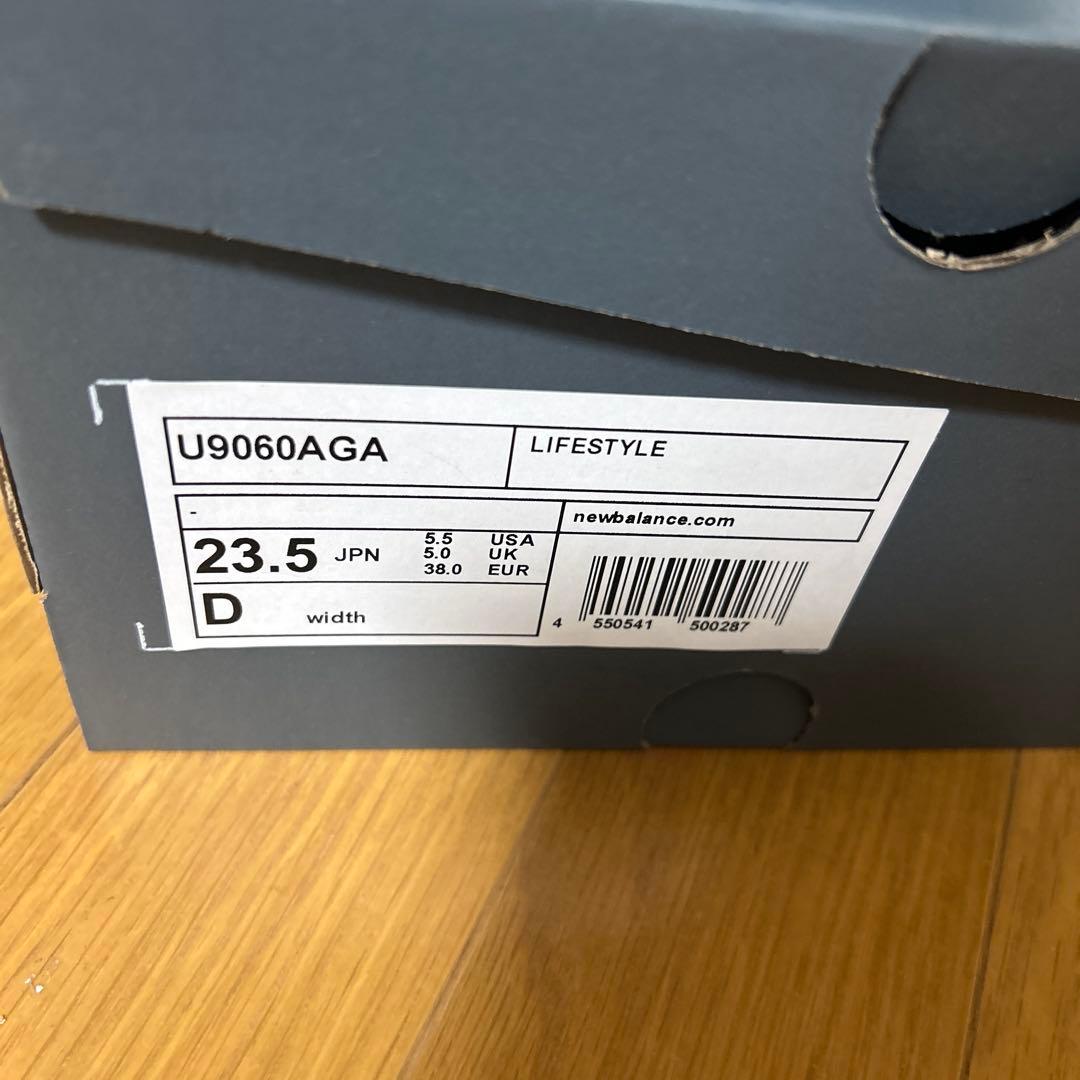 U9060AGA
LIFESTYLE
-
newbalance.com
23.5 JPN
5.5 USA
5.0 UK
38.0 EUR
D width
4 550541 500287